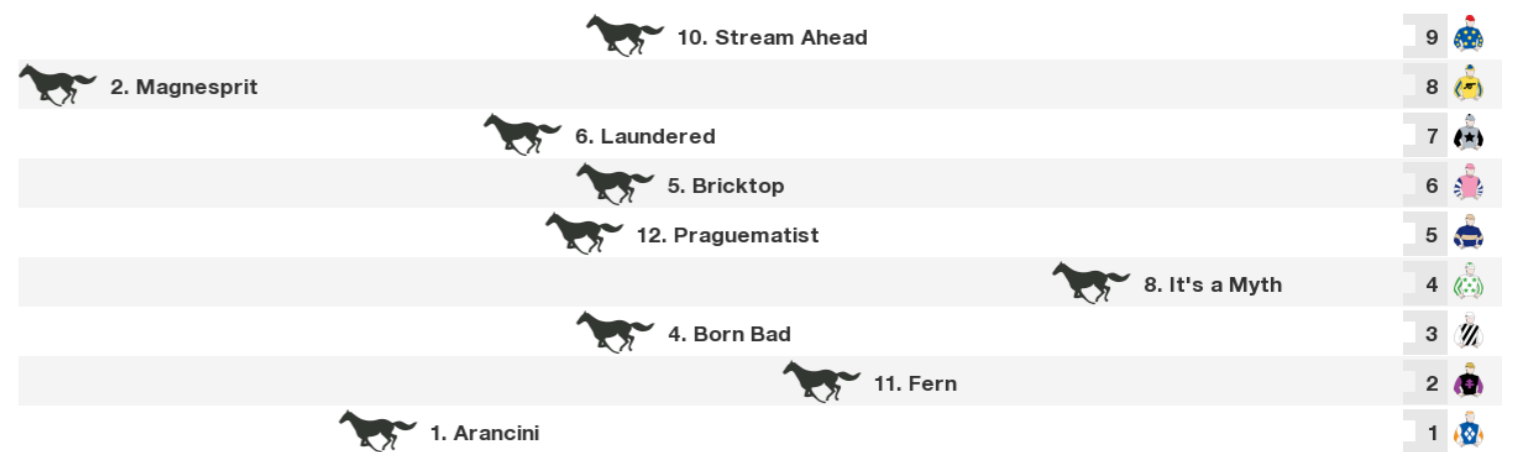 10. Stream Ahead 9
2. Magnesprit 8
6. Laundered 7
5. Bricktop 6
12. Praguematist 5
8. It's a Myth 4
4. Born Bad 3
11. Fern 2
1. Arancini 1